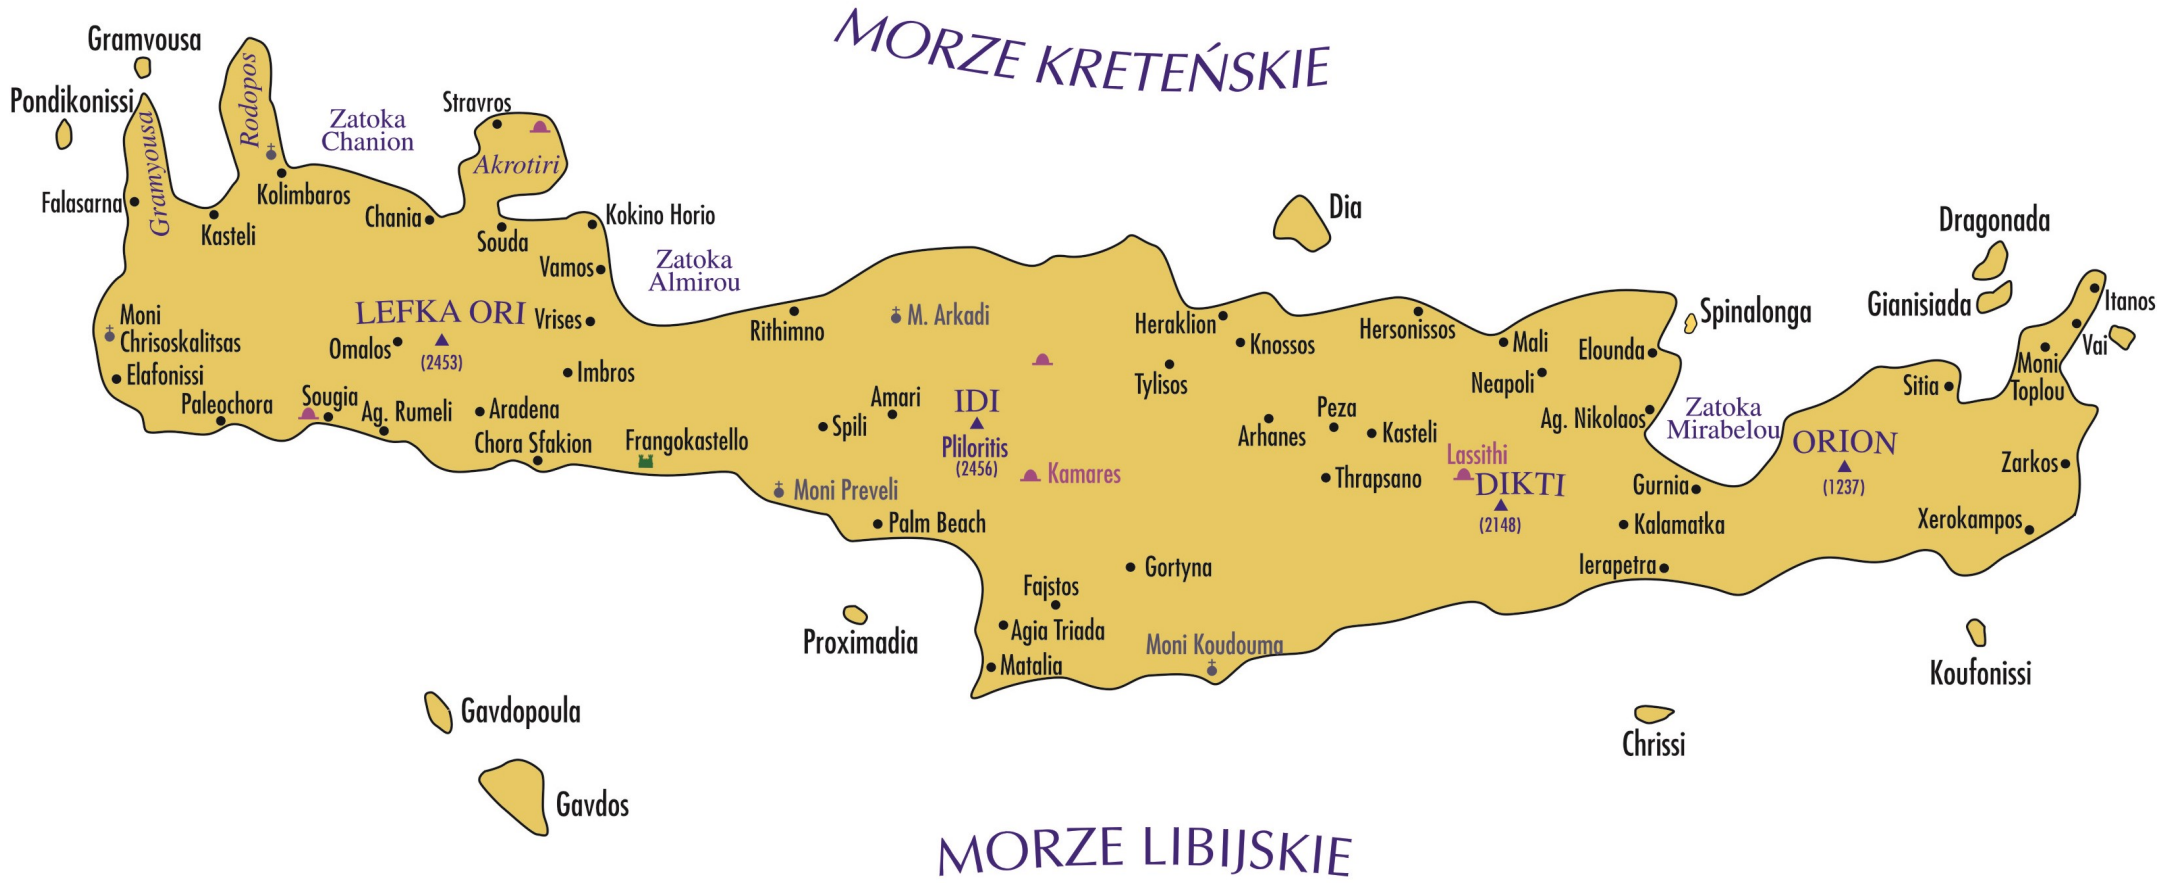 MORZE KRETEŃSKIE
Gramvousa
Pondikonissi
Rodopos
Gramyousa
Zatoka
Chanion
Stravros
Akrotiri
Falasarna
Kolimbaros
Kasteli
Chania
Souda
Kokino Horio
Vamos
Zatoka
Almirou
Dia
Dragonada
Gianisiada
Itanos
Vai
Moni
Toplou
Spinalonga
Moni
Chrisoskalitsas
LEFKA ORI
(2453)
Omalos
Vrises
Imbros
Elafonissi
Paleochora
Sougia
Ag. Rumeli
Aradena
Chora Sfakion
Frangokastello
Rithimno
M. Arkadi
Amari
Spili
IDI
Pliloritis
(2456)
Kamares
Moni Preveli
Palm Beach
Heraklion
Knossos
Tylisos
Hersonissos
Mali
Neapoli
Elounda
Ag. Nikolaos
Zatoka
Mirabelou
Sitia
ORION
(1237)
Zarkos
Xerokampos
Arhanes
Peza
Kasteli
Thrapsano
Lassithi
DIKTI
(2148)
Gurnia
Kalamatka
Ierapetra
Gortyna
Fajstos
Agia Triada
Matalia
Moni Koudouma
Proximadia
Koufonissi
Chrissi
Gavdopoula
Gavdos
MORZE LIBIJSKIE